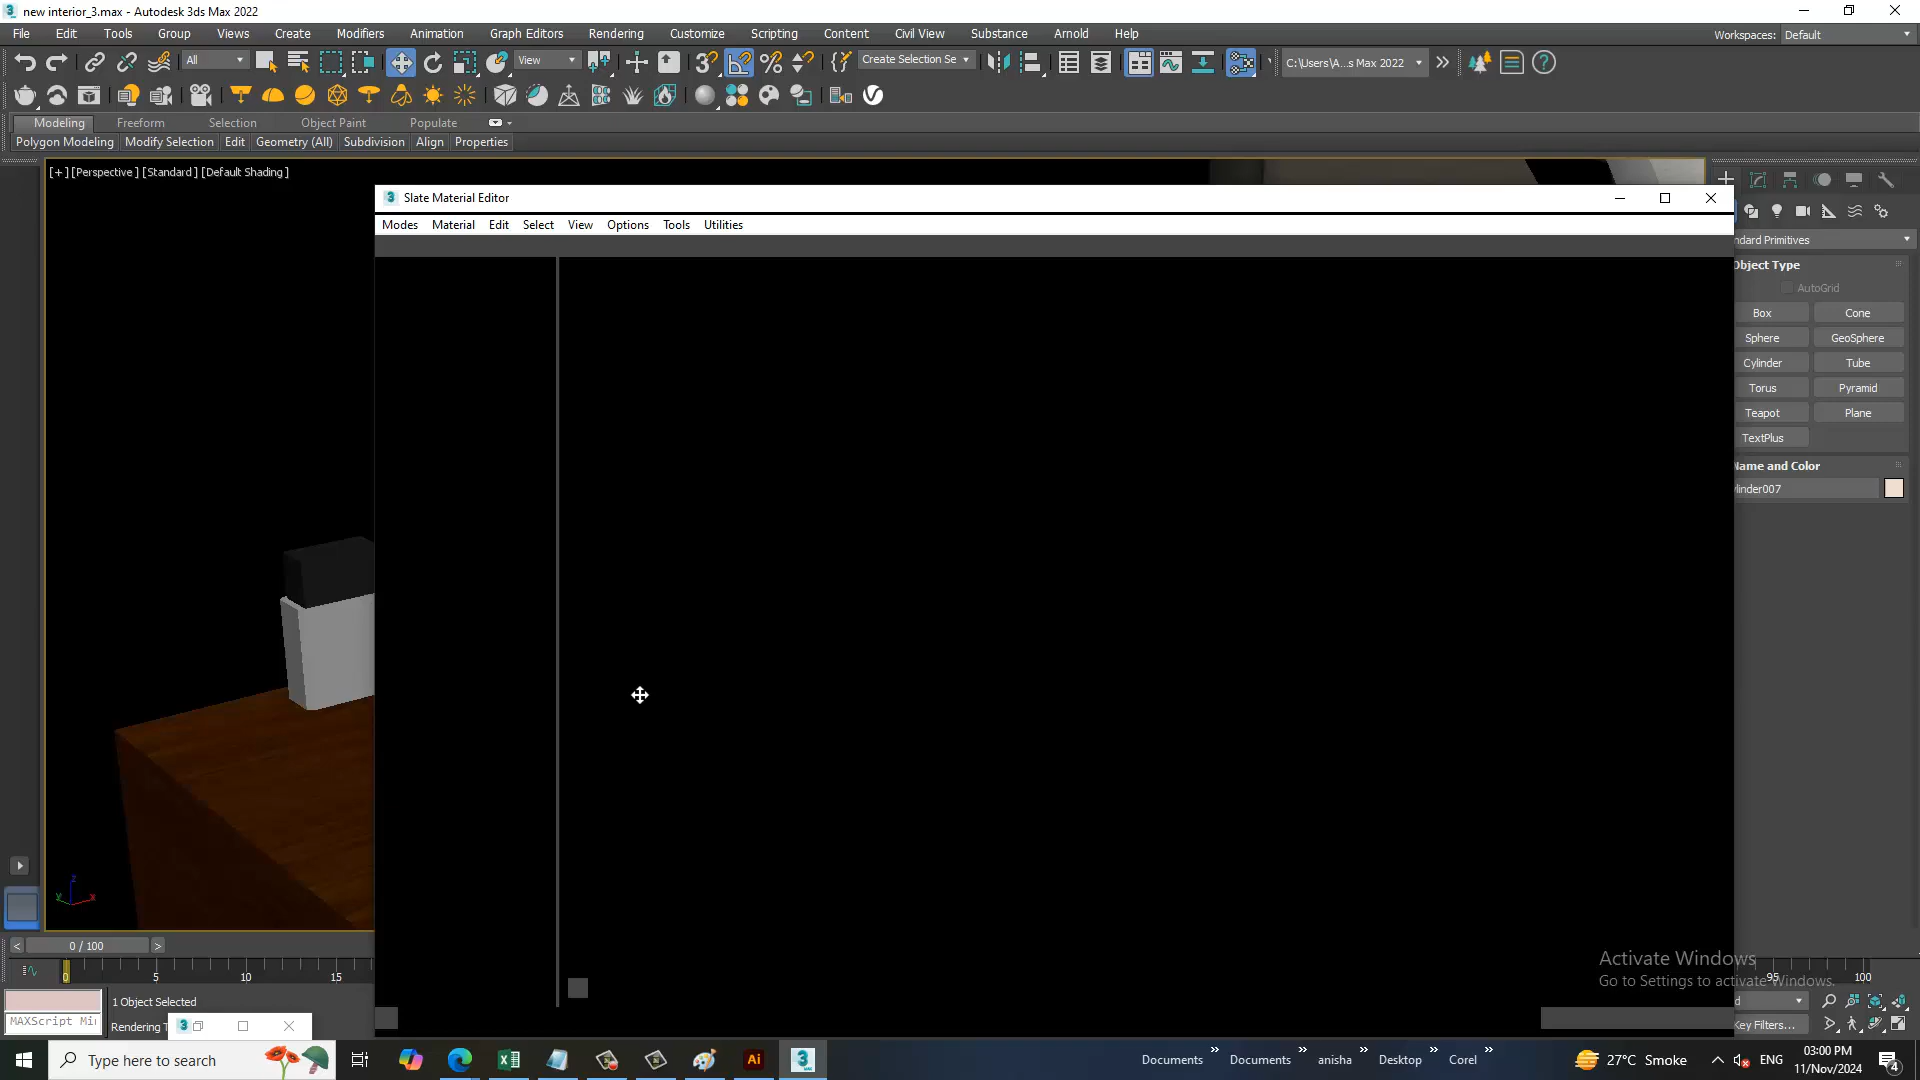 new interior_3.max - Autodesk 3ds Max 2022
File Edit Tools Group Views Create Modifiers Animation Graph Editors Rendering Customize Scripting Content Civil View Substance Arnold Help
Workspaces: Default
All View Create Selection Se C:\Users\A...s Max 2022
Modeling Freeform Selection Object Paint Populate
Polygon Modeling Modify Selection Edit Geometry (All) Subdivision Align Properties
[+] [Perspective] [Standard] [Default Shading]
Slate Material Editor
Modes Material Edit Select View Options Tools Utilities
ndard Primitives
Object Type
AutoGrid
Box Cone
Sphere GeoSphere
Cylinder Tube
Torus Pyramid
Teapot Plane
TextPlus
Name and Color
linder007
z
y x
0 / 100
0 5 10 15 95 100
Activate Windows
Go to Settings to activate Windows.
1 Object Selected
MAXScript Mi
Rendering T
d
Key Filters...
Type here to search
Ai
Documents Documents anisha Desktop Corel
27°C Smoke
ENG
03:00 PM
11/Nov/2024
4